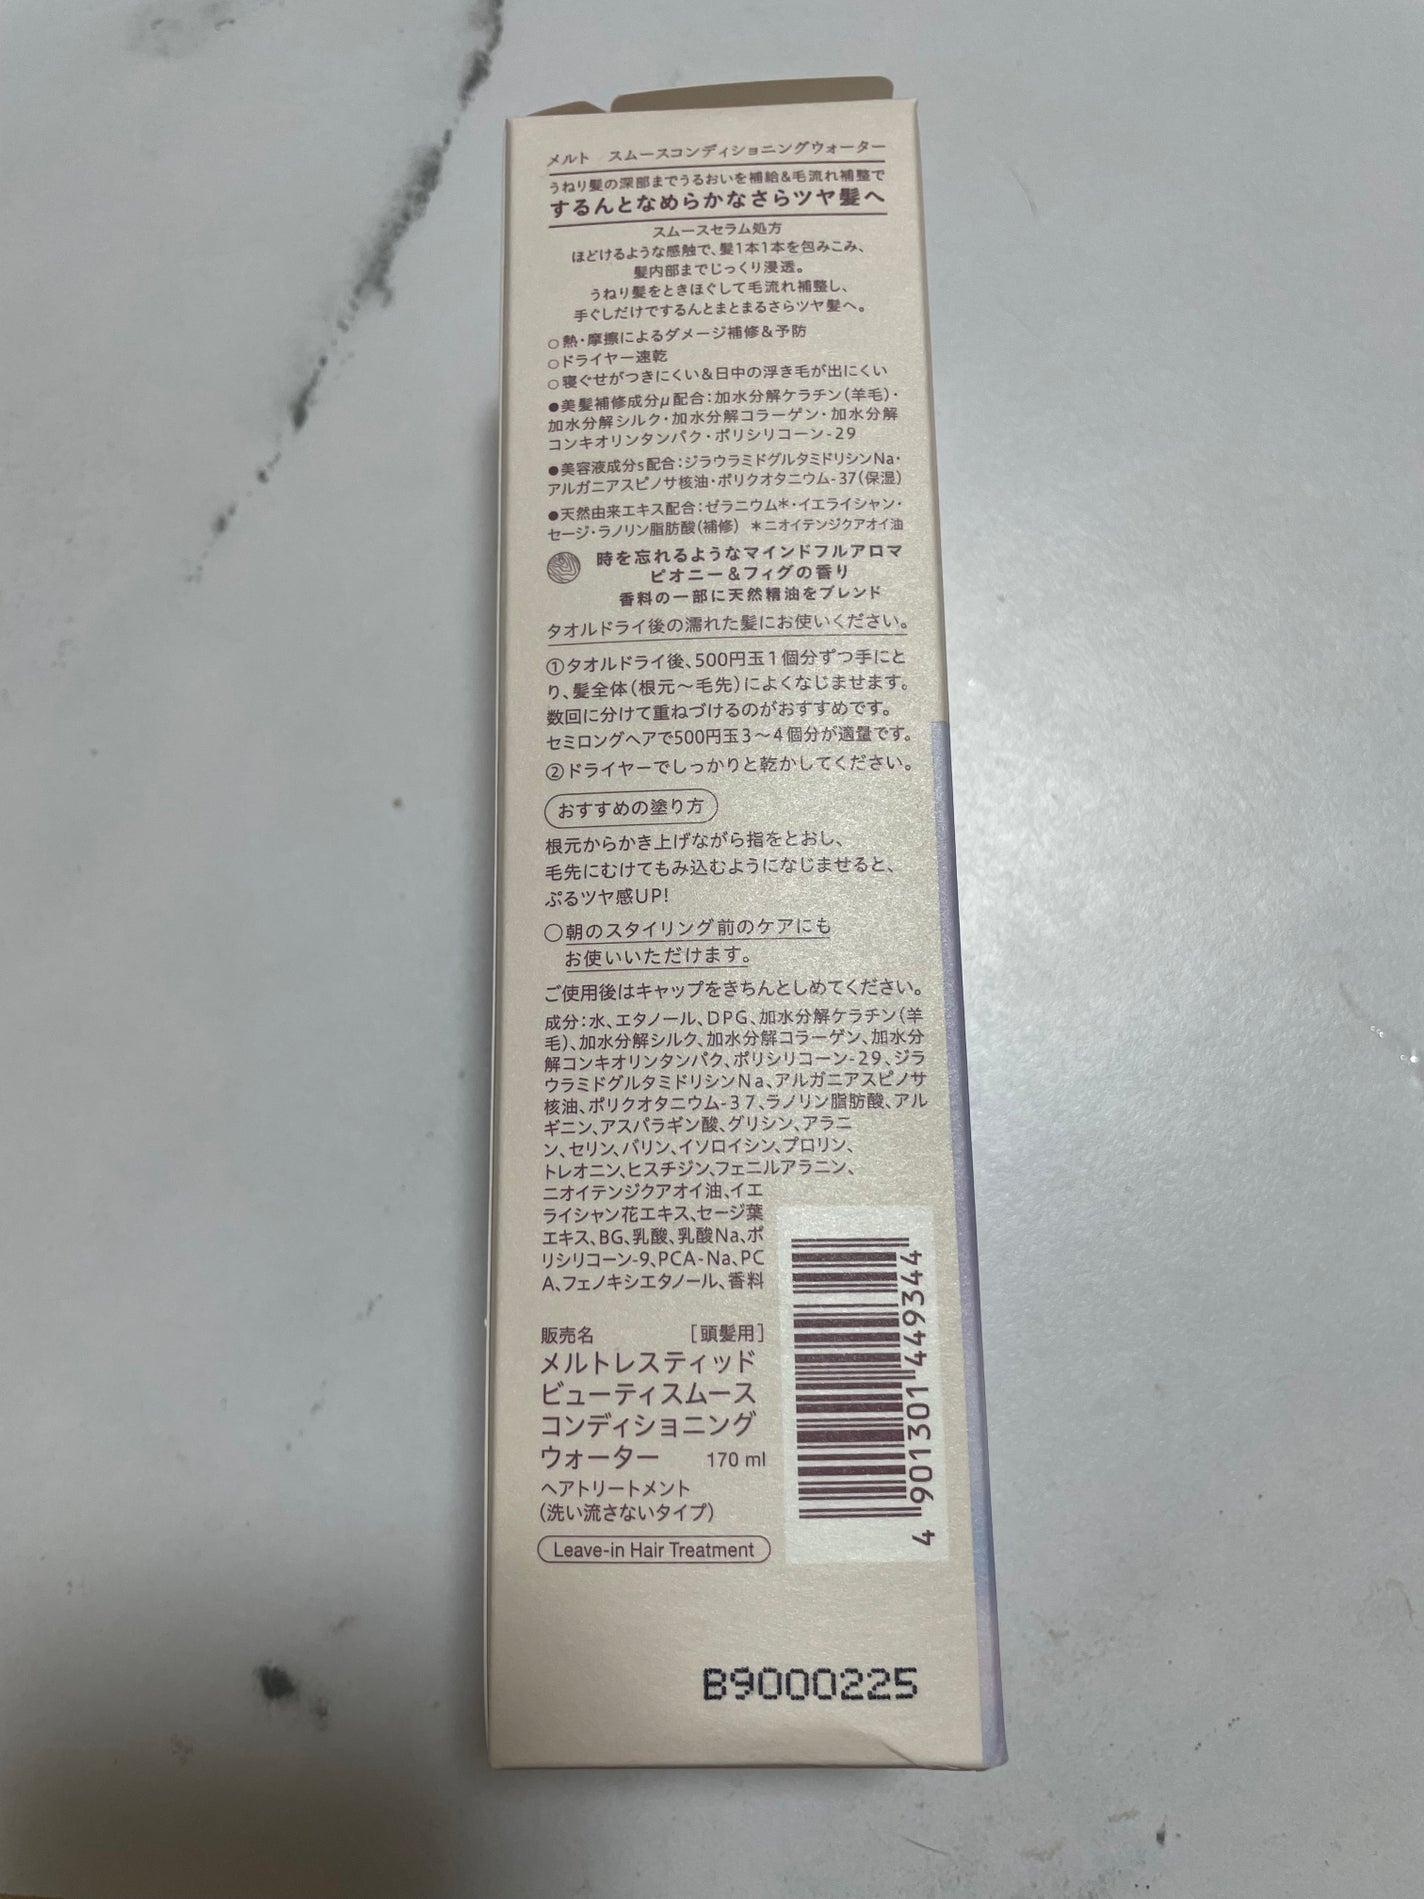 メルト　スムースコンディショニングウォーター
うねり髪の深部までうるおいを補給&毛流れ補整で
するんとなめらかなさらツヤ髪へ
スムースセラム処方
ほどけるような感触で、髪1本1本を包みこみ、
髪内部までじっくり浸透。
うねり髪をときほぐして毛流れ補整し、
手ぐしだけでするんとまとまるさらツヤ髪へ。
○熱・摩擦によるダメージ補修&予防
○ドライヤー速乾
○寝ぐせがつきにくい&日中の浮き毛が出にくい
●美髪補修成分μ配合：加水分解ケラチン（羊毛）・
加水分解シルク・加水分解コラーゲン・加水分解
コンキオリンタンパク・ポリシリコーン-29
●美容液成分s配合：ジラウラミドグルタミドリシンNa・
アルガニアスピノサ核油・ポリクオタニウム-37（保湿）
●天然由来エキス配合：ゼラニウム＊・イエライシャン・
セージ・ラノリン脂肪酸（補修）　＊ニオイテンジクアオイ油
時を忘れるようなマインドフルアロマ
ピオニー&フィグの香り
香料の一部に天然精油をブレンド
タオルドライ後の濡れた髪にお使いください。
①タオルドライ後、500円玉1個分ずつ手にと
り、髪全体（根元〜毛先）によくなじませます。
数回に分けて重ねづけるのがおすすめです。
セミロングヘアで500円玉3〜4個分が適量です。
②ドライヤーでしっかりと乾かしてください。
おすすめの塗り方
根元からかき上げながら指をとおし、
毛先にむけてもみ込むようになじませると、
ぷるツヤ感UP!
○朝のスタイリング前のケアにも
お使いいただけます。
ご使用後はキャップをきちんとしめてください。
成分：水、エタノール、DPG、加水分解ケラチン（羊
毛）、加水分解シルク、加水分解コラーゲン、加水分
解コンキオリンタンパク、ポリシリコーン-29、ジラ
ウラミドグルタミドリシンNa、アルガニアスピノサ
核油、ポリクオタニウム-37、ラノリン脂肪酸、アル
ギニン、アスパラギン酸、グリシン、アラニ
ン、セリン、バリン、イソロイシン、プロリン、
トレオニン、ヒスチジン、フェニルアラニン、
ニオイテンジクアオイ油、イエ
ライシャン花エキス、セージ葉
エキス、BG、乳酸、乳酸Na、ポ
リシリコーン-9、PCA-Na、PC
A、フェノキシエタノール、香料
販売名　［頭髪用］
メルトレスティッド
ビューティスムース
コンディショニング
ウォーター　170 ml
ヘアトリートメント
（洗い流さないタイプ）
Leave-in Hair Treatment
4 901301 449344
B9000225